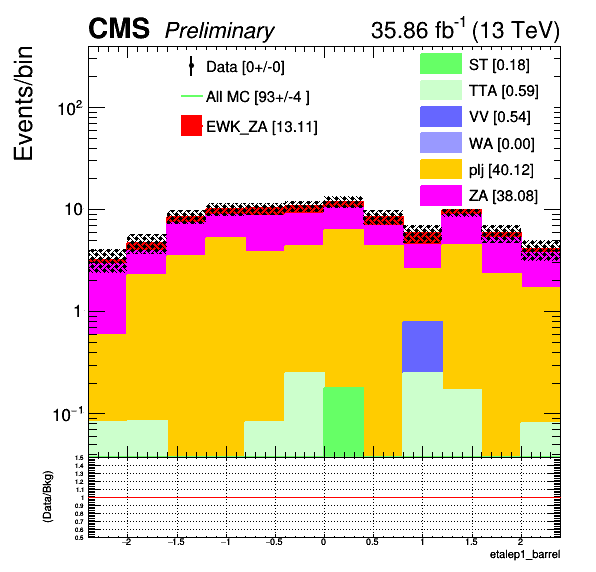 CMS Preliminary 35.86 fb⁻¹ (13 TeV)
Events/bin
Data [0+/-0]
All MC [93+/-4 ]
EWK_ZA [13.11]
ST [0.18]
TTA [0.59]
VV [0.54]
WA [0.00]
plj [40.12]
ZA [38.08]
10²
10
1
10⁻¹
(Data/Bkg)
1.5
1.4
1.3
1.2
1.1
1
0.9
0.8
0.7
0.6
0.5
−2 −1.5 −1 −0.5 0 0.5 1 1.5 2
etalep1_barrel